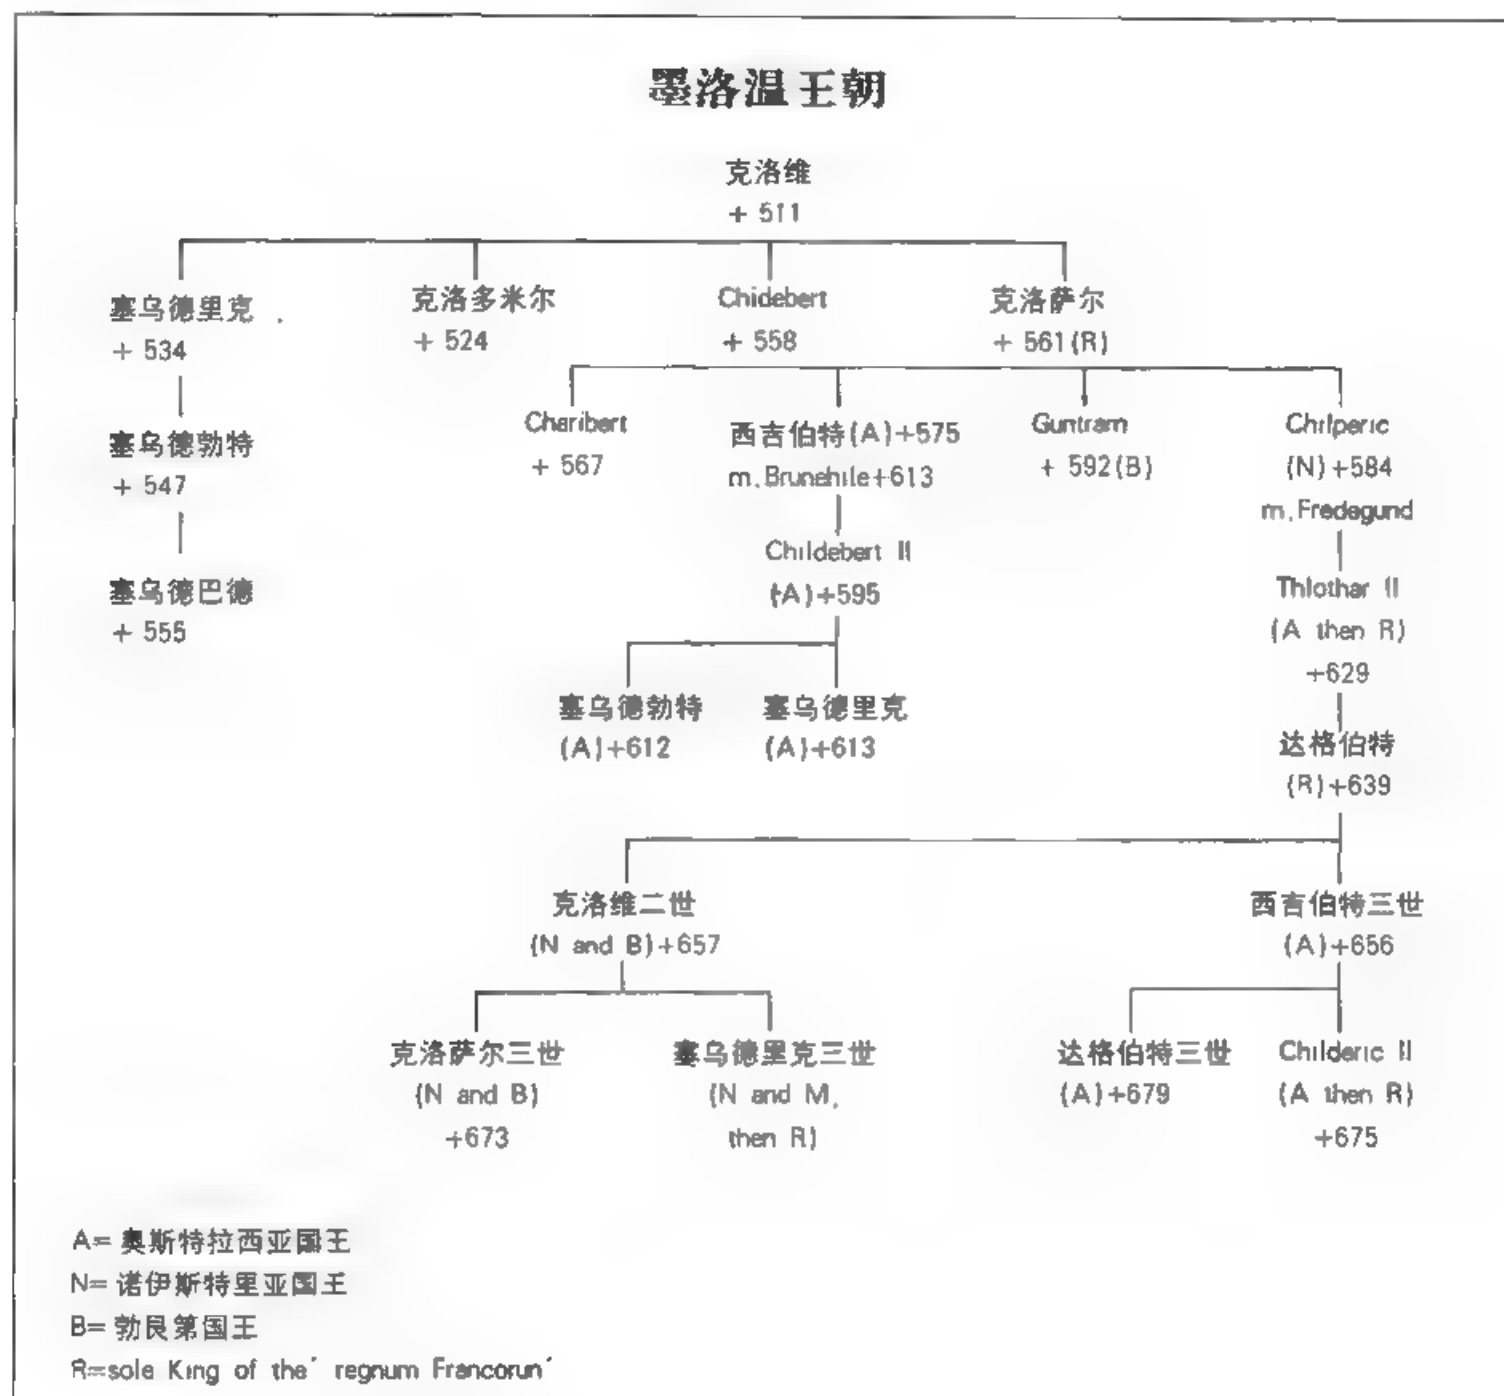 墨洛温王朝
克洛维
+ 511
塞乌德里克
+ 534
克洛多米尔
+ 524
Chidebert
+ 558
克洛萨尔
+ 561(R)
塞乌德勃特
+ 547
塞乌德巴德
+ 555
Charibert
+ 567
西吉伯特(A)+575
m.Brunehile+613
Guntram
+ 592(B)
Chilperic
(N)+584
m.Fredegund
Childebert II
(A)+595
Thlothar II
(A then R)
+629
塞乌德勃特
(A)+612
塞乌德里克
(A)+613
达格伯特
(R)+639
克洛维二世
(N and B)+657
西吉伯特三世
(A)+656
克洛萨尔三世
(N and B)
+673
塞乌德里克三世
(N and M,
then R)
达格伯特三世
(A)+679
Childeric II
(A then R)
+675
A= 奥斯特拉西亚国王
N= 诺伊斯特里亚国王
B= 勃艮第国王
R=sole King of the´ regnum Francorun´